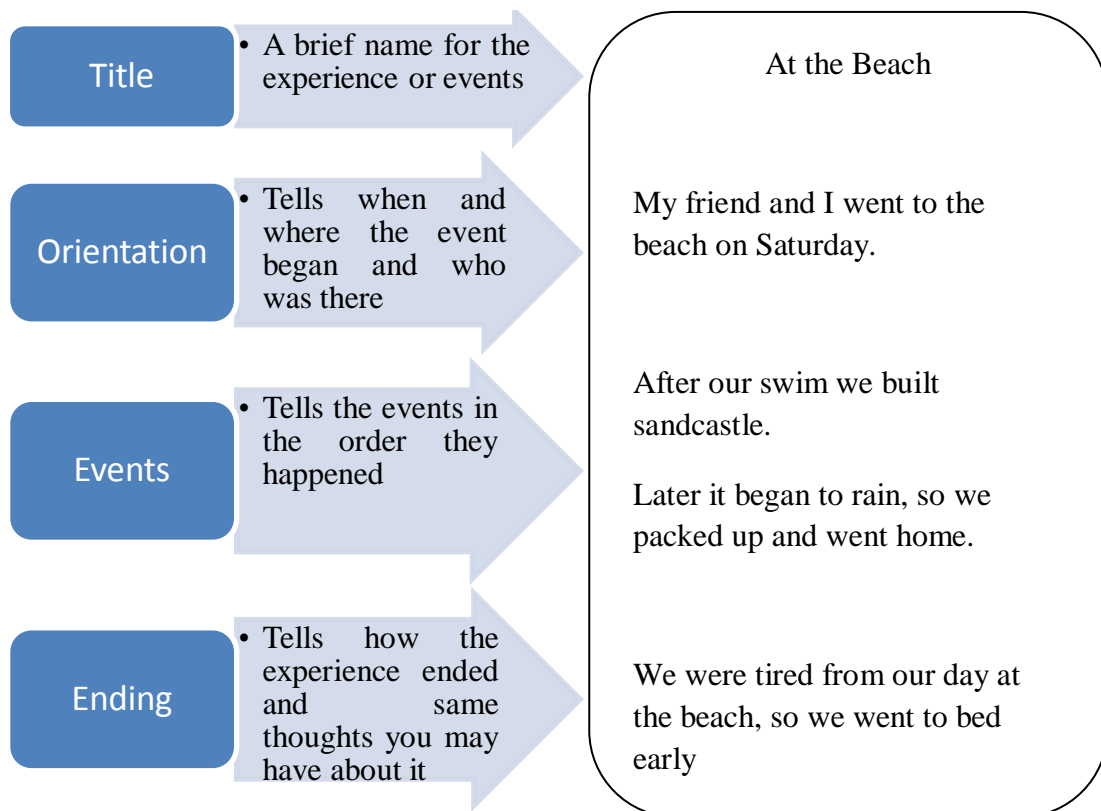 Title
• A brief name for the
experience or events
At the Beach
Orientation
• Tells when and
where the event
began and who
was there
My friend and I went to the
beach on Saturday.
Events
• Tells the events in
the order they
happened
After our swim we built
sandcastle.
Later it began to rain, so we
packed up and went home.
Ending
• Tells how the
experience ended
and same
thoughts you may
have about it
We were tired from our day at
the beach, so we went to bed
early